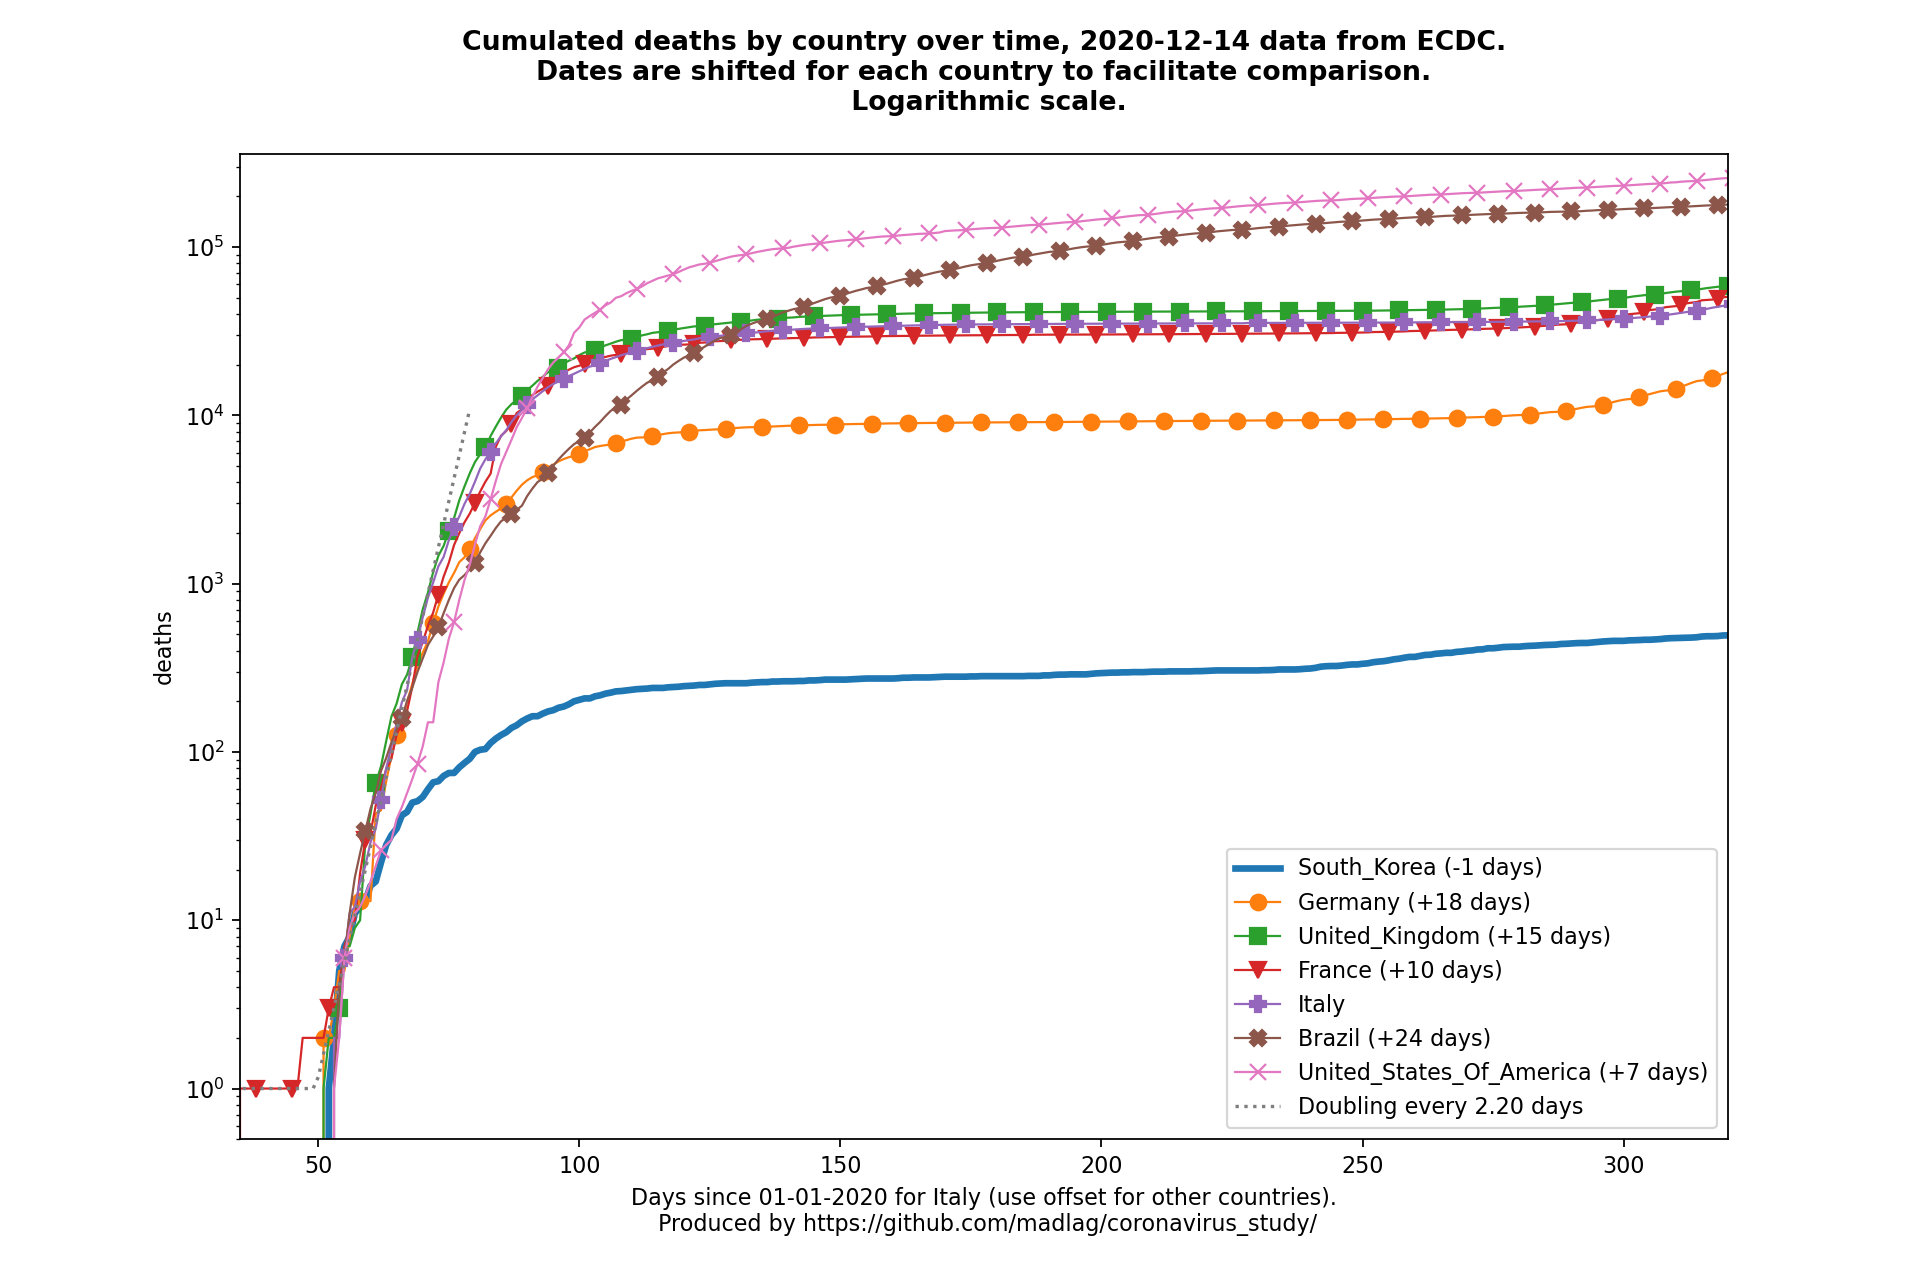 Cumulated deaths by country over time, 2020-12-14 data from ECDC.
Dates are shifted for each country to facilitate comparison.
Logarithmic scale.
deaths
10^5
10^4
10^3
10^2
10^1
10^0
South_Korea (-1 days)
Germany (+18 days)
United_Kingdom (+15 days)
France (+10 days)
Italy
Brazil (+24 days)
United_States_Of_America (+7 days)
Doubling every 2.20 days
50 100 150 200 250 300
Days since 01-01-2020 for Italy (use offset for other countries).
Produced by https://github.com/madlag/coronavirus_study/